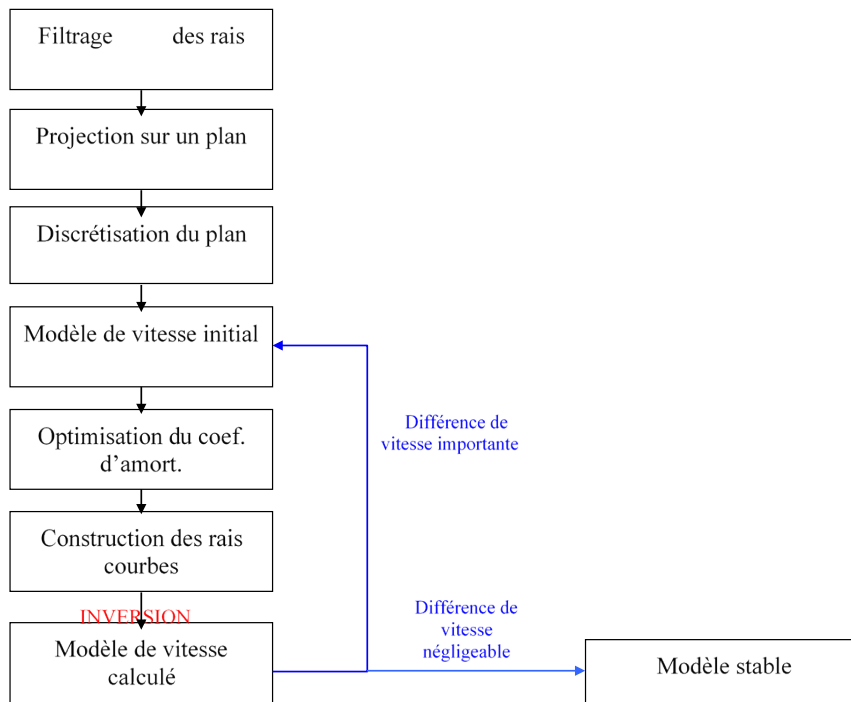 Filtrage des rais
Projection sur un plan
Discrétisation du plan
Modèle de vitesse initial
Optimisation du coef.
d’amort.
Construction des rais
courbes
INVERSION
Modèle de vitesse
calculé
Différence de
vitesse importante
Différence de
vitesse
négligeable
Modèle stable